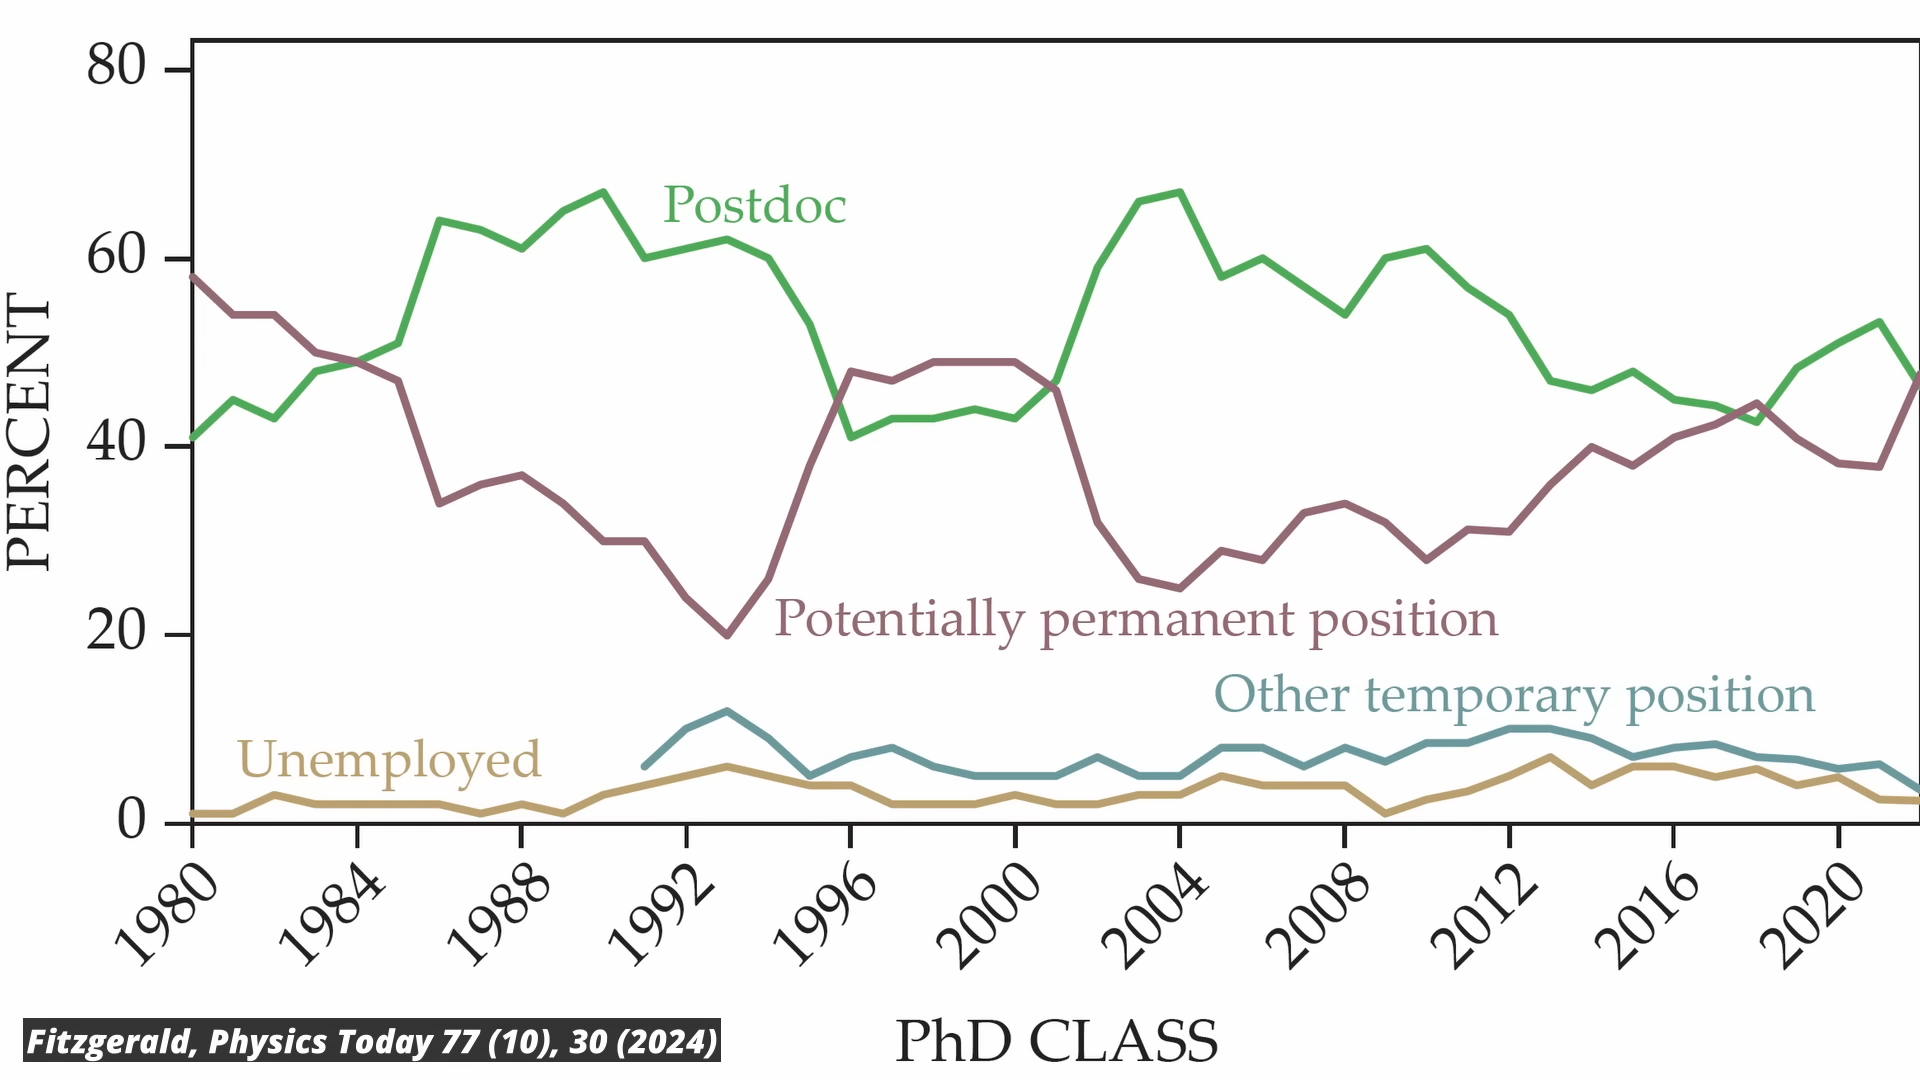 80
60
40
20
0
PERCENT
Postdoc
Potentially permanent position
Other temporary position
Unemployed
1980
1984
1988
1992
1996
2000
2004
2008
2012
2016
2020
PhD CLASS
Fitzgerald, Physics Today 77 (10), 30 (2024)